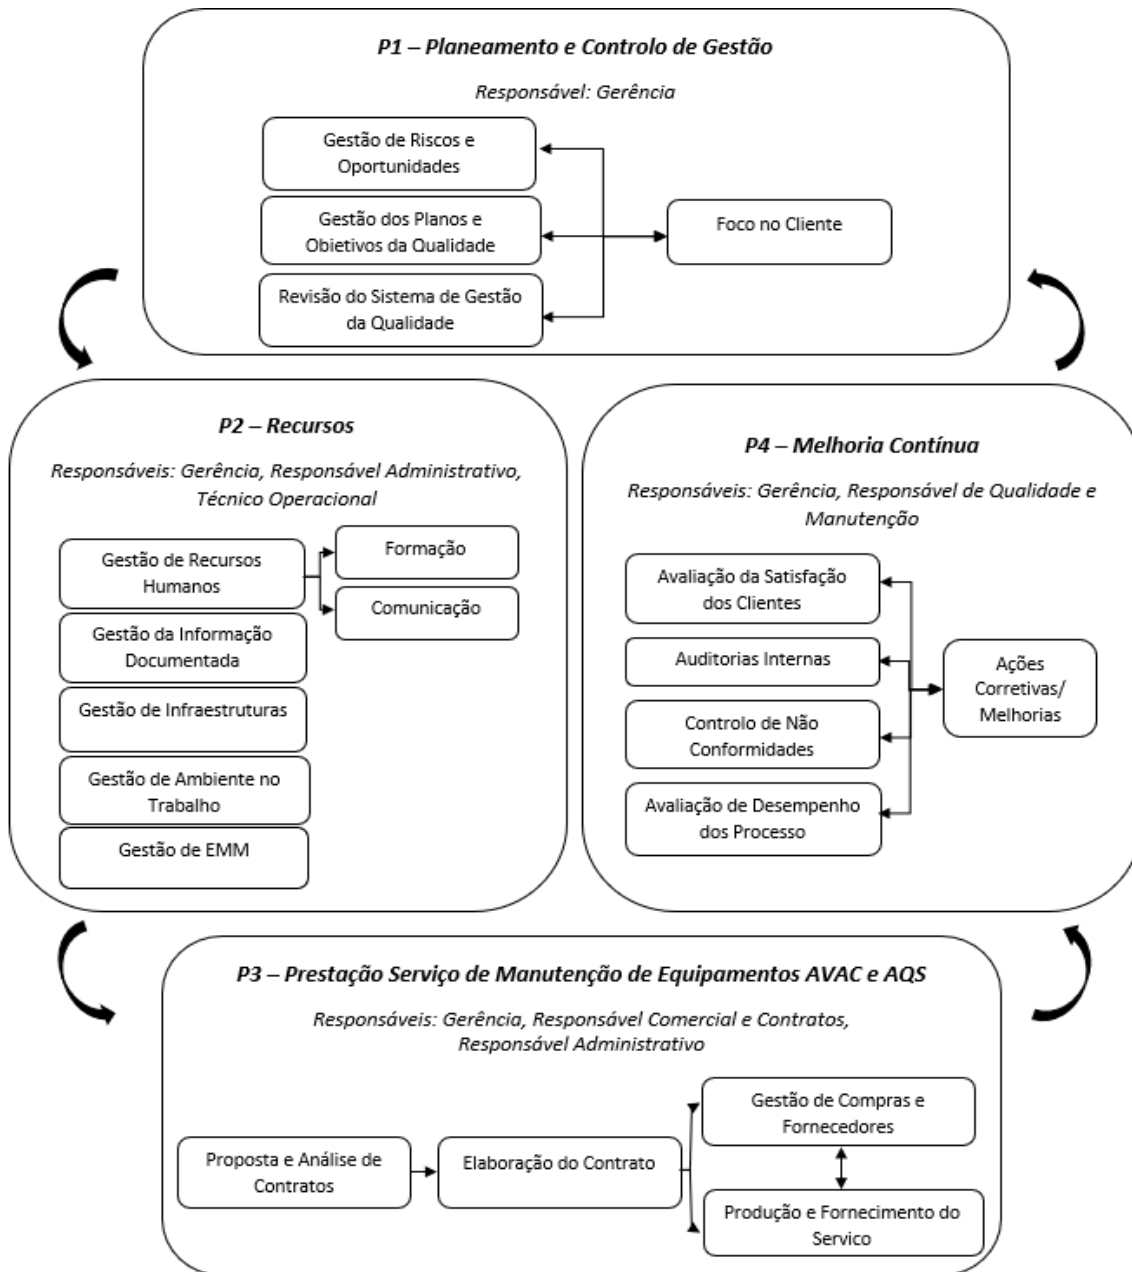 P1 – Planeamento e Controlo de Gestão
Responsável: Gerência
Gestão de Riscos e
Oportunidades
Gestão dos Planos e
Obietivos da Qualidade
Revisão do Sistema de Gestão
da Qualidade
Foco no Cliente
P2 – Recursos
Responsáveis: Gerência, Responsável Administrativo,
Técnico Operacional
Gestão de Recursos
Humanos
Formação
Comunicação
Gestão da Informação
Documentada
Gestão de Infraestruturas
Gestão de Ambiente no
Trabalho
Gestão de EMM
P4 – Melhoria Contínua
Responsáveis: Gerência, Responsável de Qualidade e
Manutenção
Avaliação da Satisfação
dos Clientes
Auditorias Internas
Controlo de Não
Conformidades
Avaliação de Desempenho
dos Processo
Ações
Corretivas/
Melhorias
P3 – Prestação Serviço de Manutenção de Equipamentos AVAC e AQS
Responsáveis: Gerência, Responsável Comercial e Contratos,
Responsável Administrativo
Proposta e Análise de
Contratos
Elaboração do Contrato
Gestão de Compras e
Fornecedores
Produção e Fornecimento do
Servico